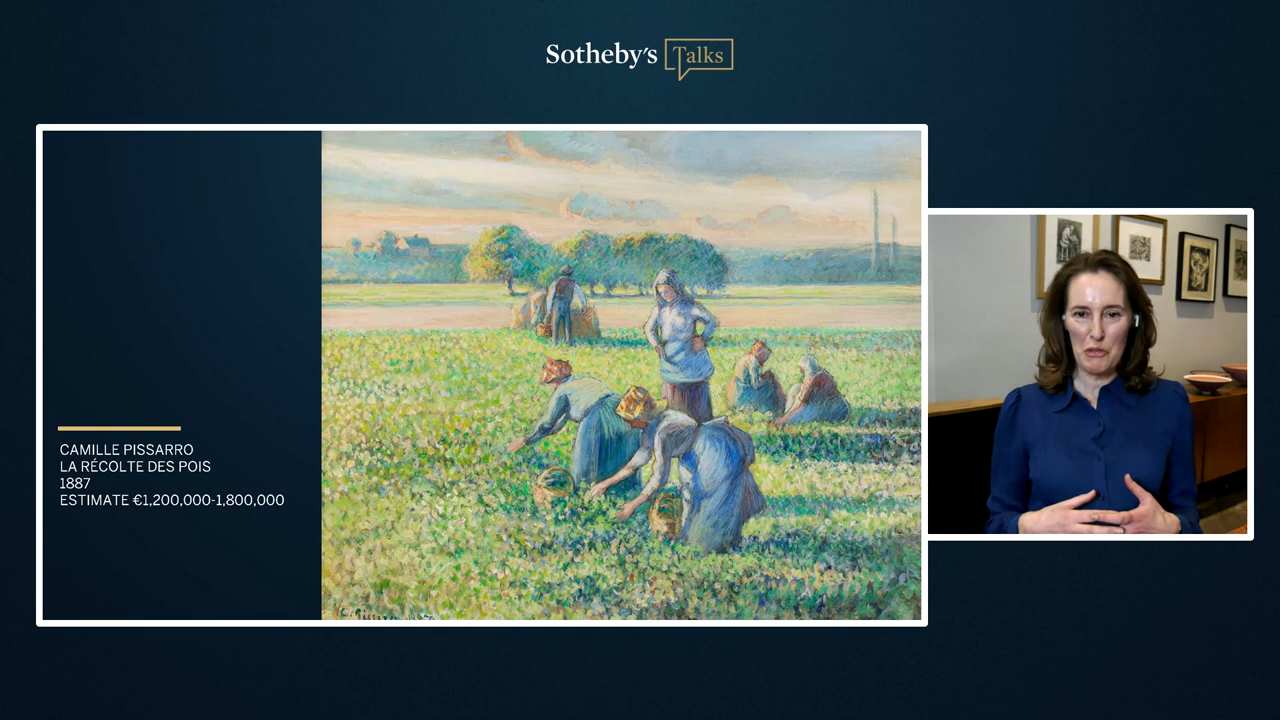 Sotheby's Talks
CAMILLE PISSARRO
LA RÉCOLTE DES POIS
1887
ESTIMATE €1,200,000-1,800,000